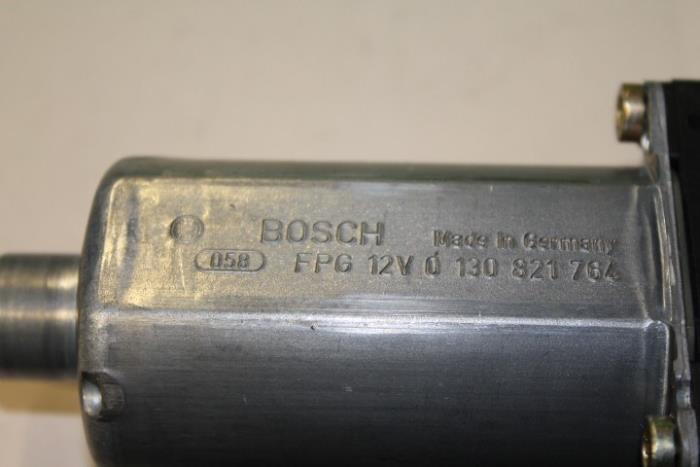 BOSCH Made in Germany
058 FPG 12V 0 130 821 764